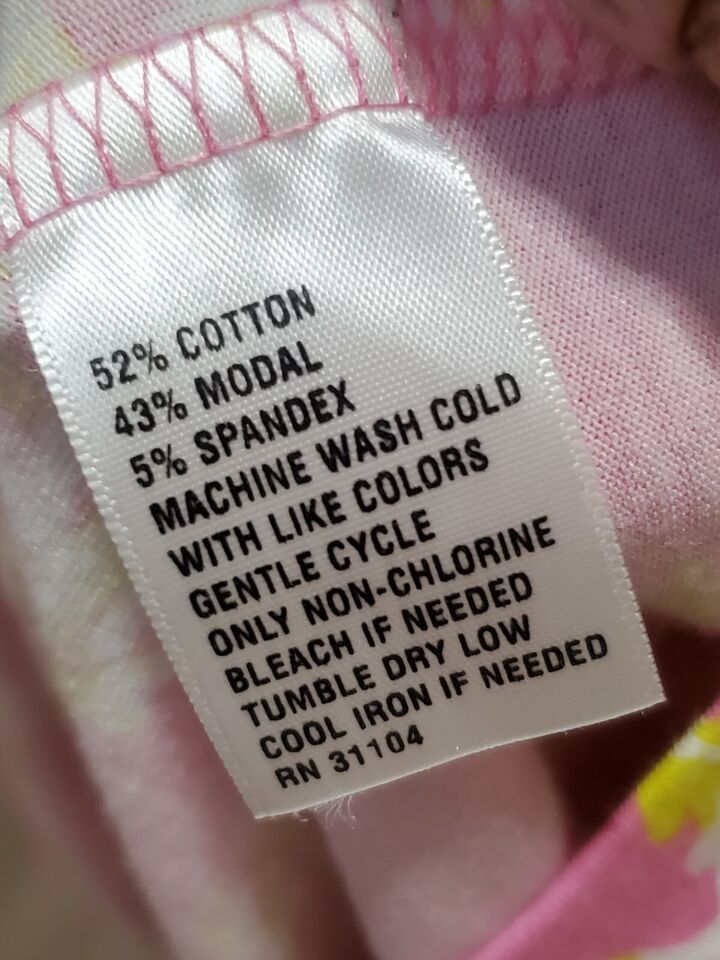 52% COTTON
43% MODAL
5% SPANDEX
MACHINE WASH COLD
WITH LIKE COLORS
GENTLE CYCLE
ONLY NON-CHLORINE
BLEACH IF NEEDED
TUMBLE DRY LOW
COOL IRON IF NEEDED
RN 31104